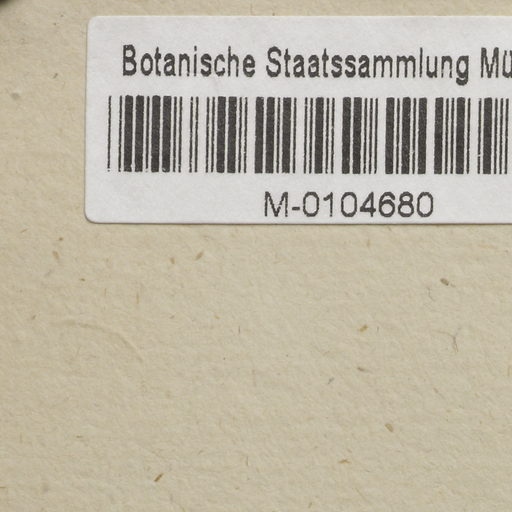 Botanische Staatssammlung Mü
M-0104680